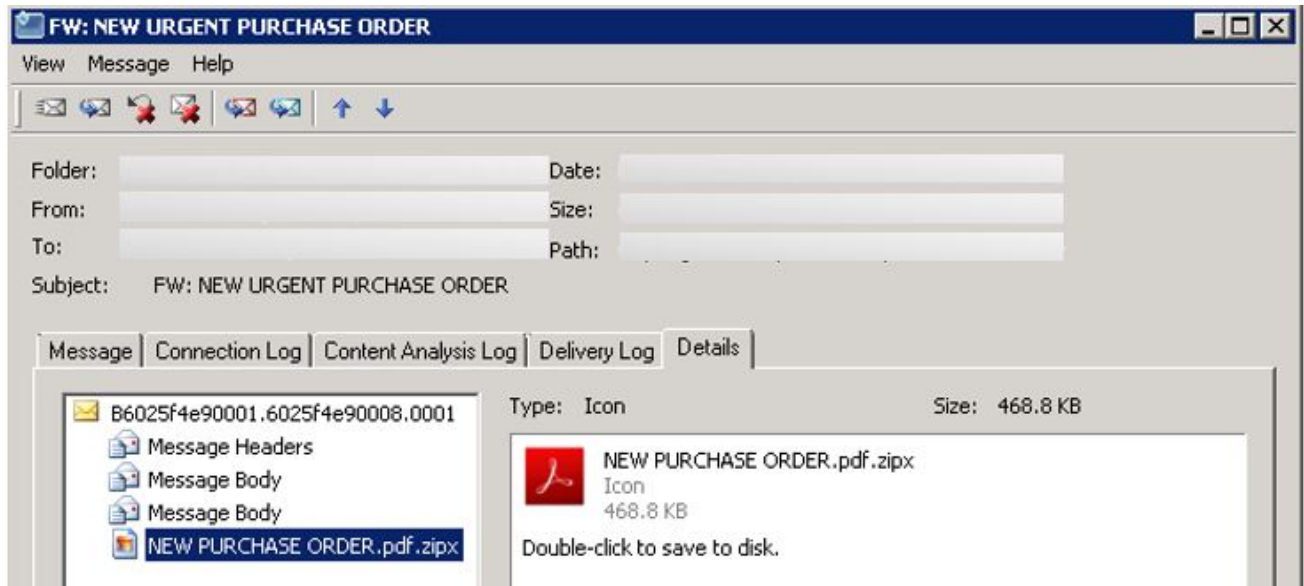 FW: NEW URGENT PURCHASE ORDER
View Message Help
Folder: Date:
From: Size:
To: Path:
Subject: FW: NEW URGENT PURCHASE ORDER
Message Connection Log Content Analysis Log Delivery Log Details
B6025f4e90001.6025f4e90008.0001
Message Headers
Message Body
Message Body
NEW PURCHASE ORDER.pdf.zipx
Type: Icon Size: 468.8 KB
NEW PURCHASE ORDER.pdf.zipx
Icon
468.8 KB
Double-click to save to disk.